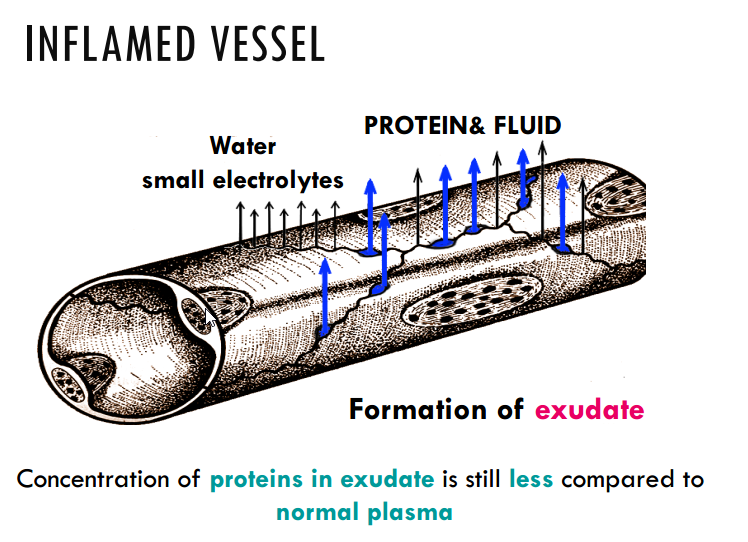 INFLAMED VESSEL
PROTEIN& FLUID
Water
small electrolytes
Formation of exudate
Concentration of proteins in exudate is still less compared to
normal plasma